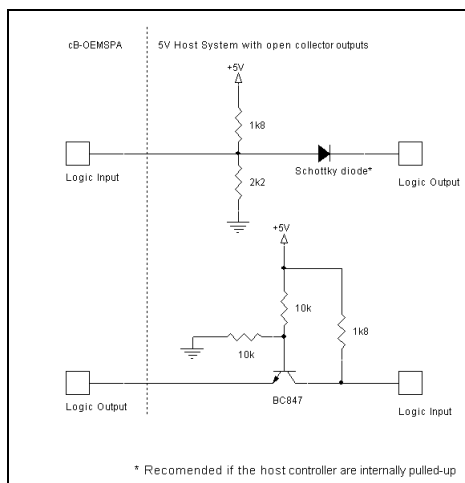 cB-OEMSPA
5V Host System with open collector outputs
+5V
1k8
Logic Input
Schottky diode*
Logic Output
2k2
+5V
10k
1k8
10k
BC847
Logic Output
Logic Input
* Recomended if the host controller are internally pulled-up